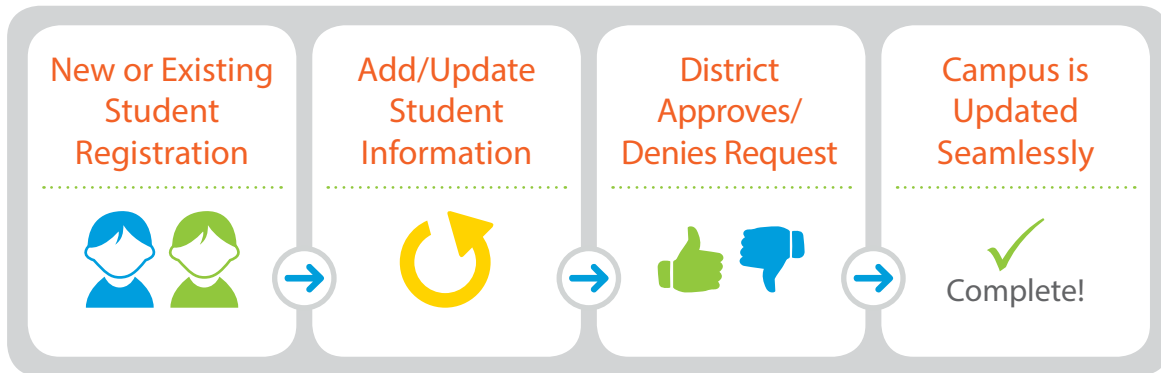 New or Existing
Student
Registration
Add/Update
Student
Information
District
Approves/
Denies Request
Campus is
Updated
Seamlessly
Complete!